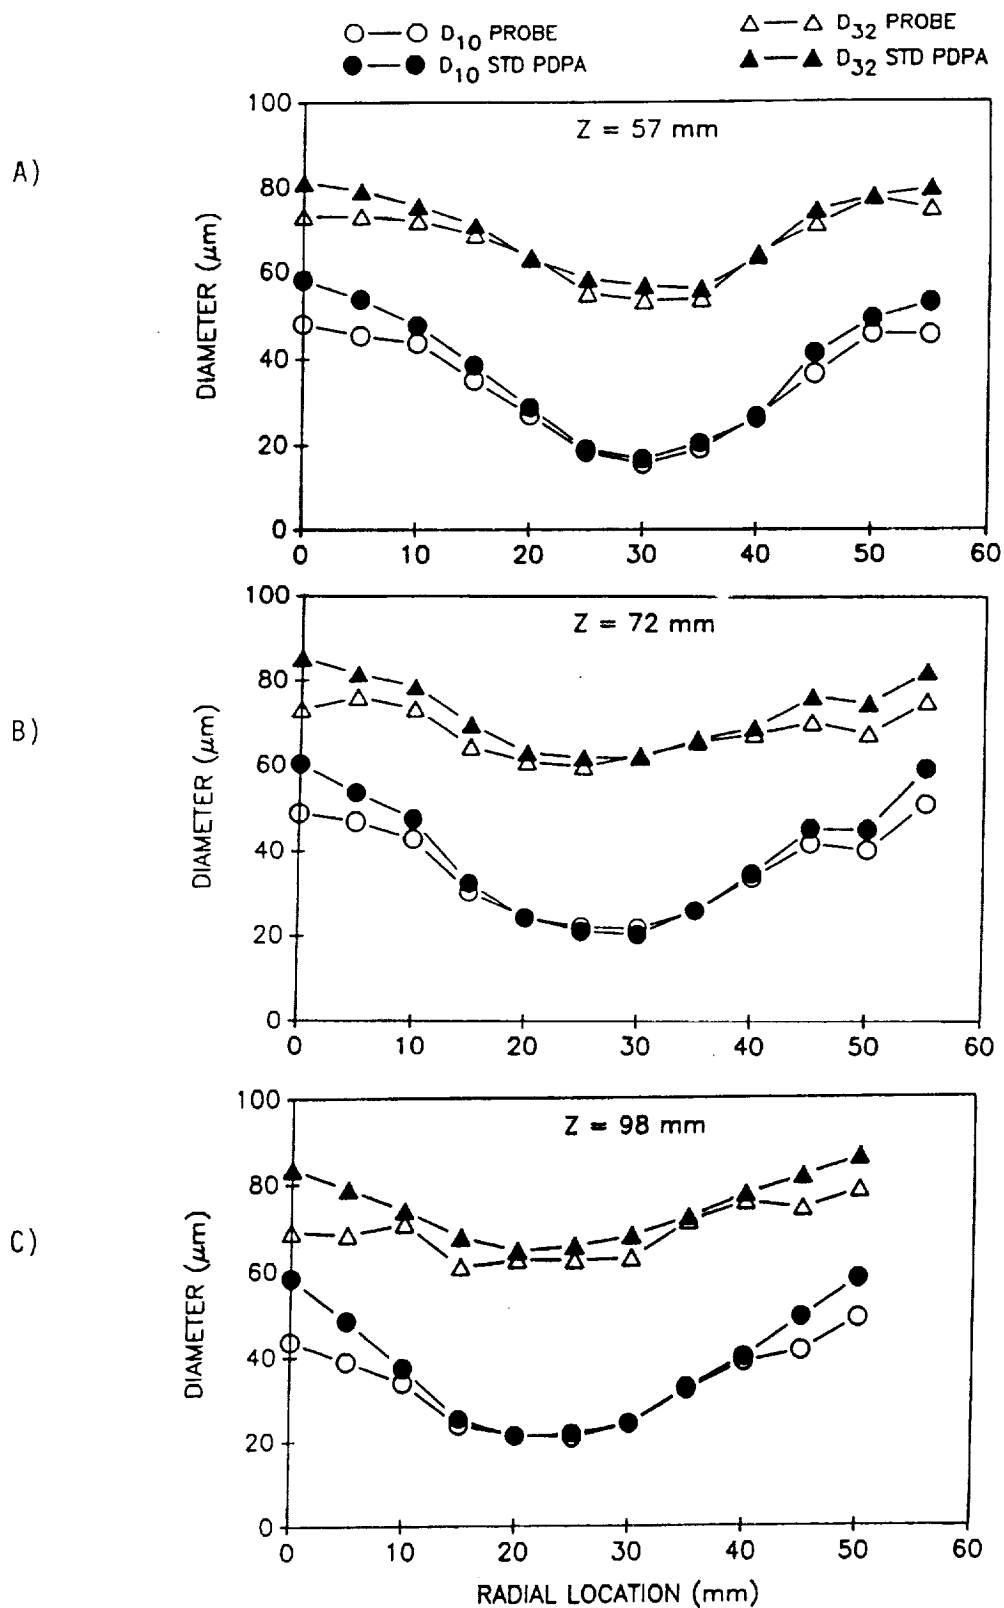 D10 PROBE
D10 STD PDPA
D32 PROBE
D32 STD PDPA
A)
Z = 57 mm
DIAMETER (μm)
100
80
60
40
20
0
0 10 20 30 40 50 60
B)
Z = 72 mm
DIAMETER (μm)
100
80
60
40
20
0
0 10 20 30 40 50 60
C)
Z = 98 mm
DIAMETER (μm)
100
80
60
40
20
0
0 10 20 30 40 50 60
RADIAL LOCATION (mm)